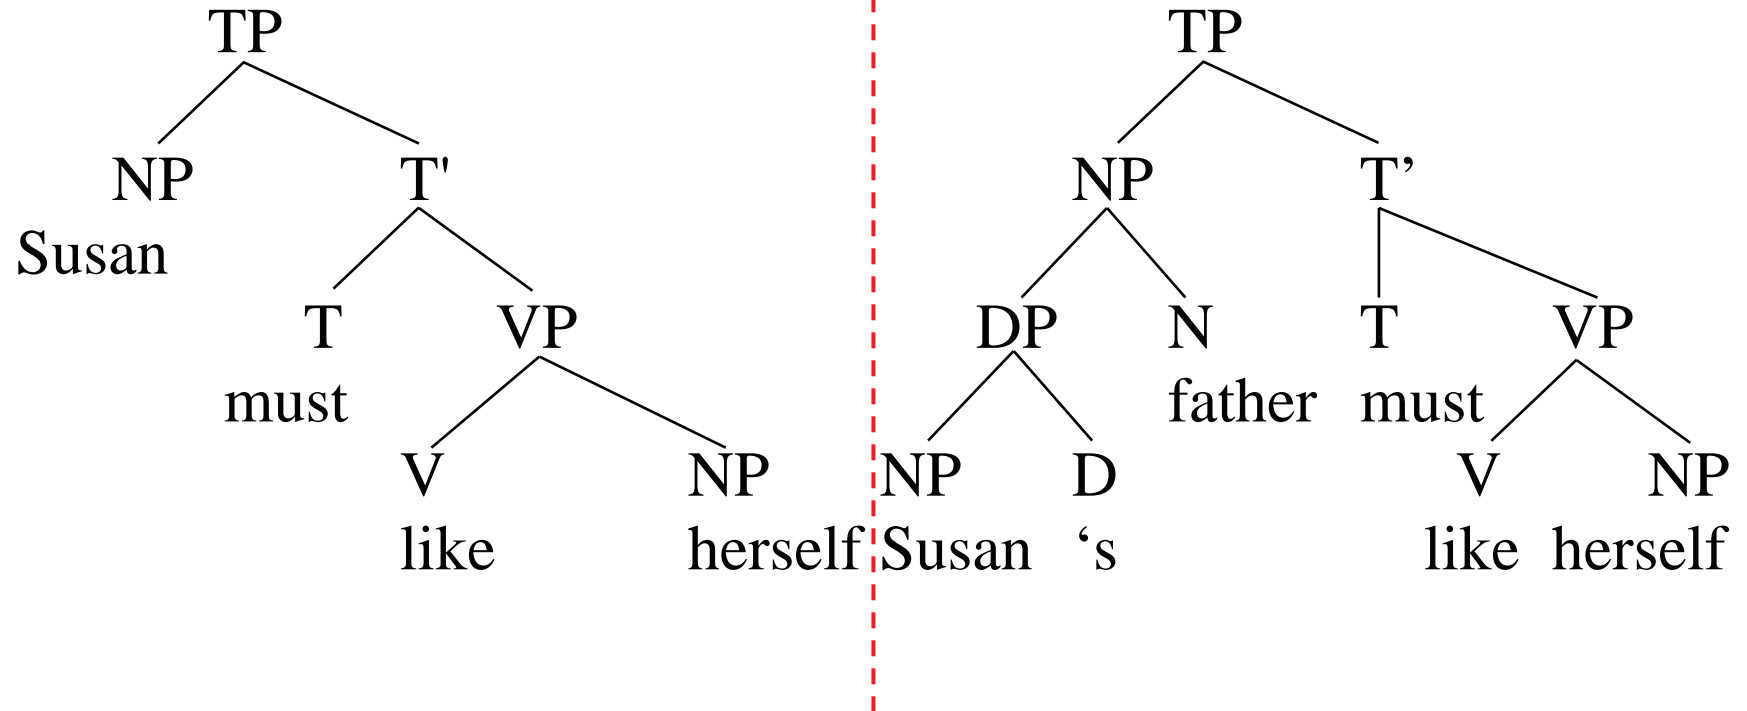 TP
NP T'
Susan
T VP
must
V NP
like herself
TP
NP T’
DP N T VP
father must
NP D V NP
Susan ‘s like herself